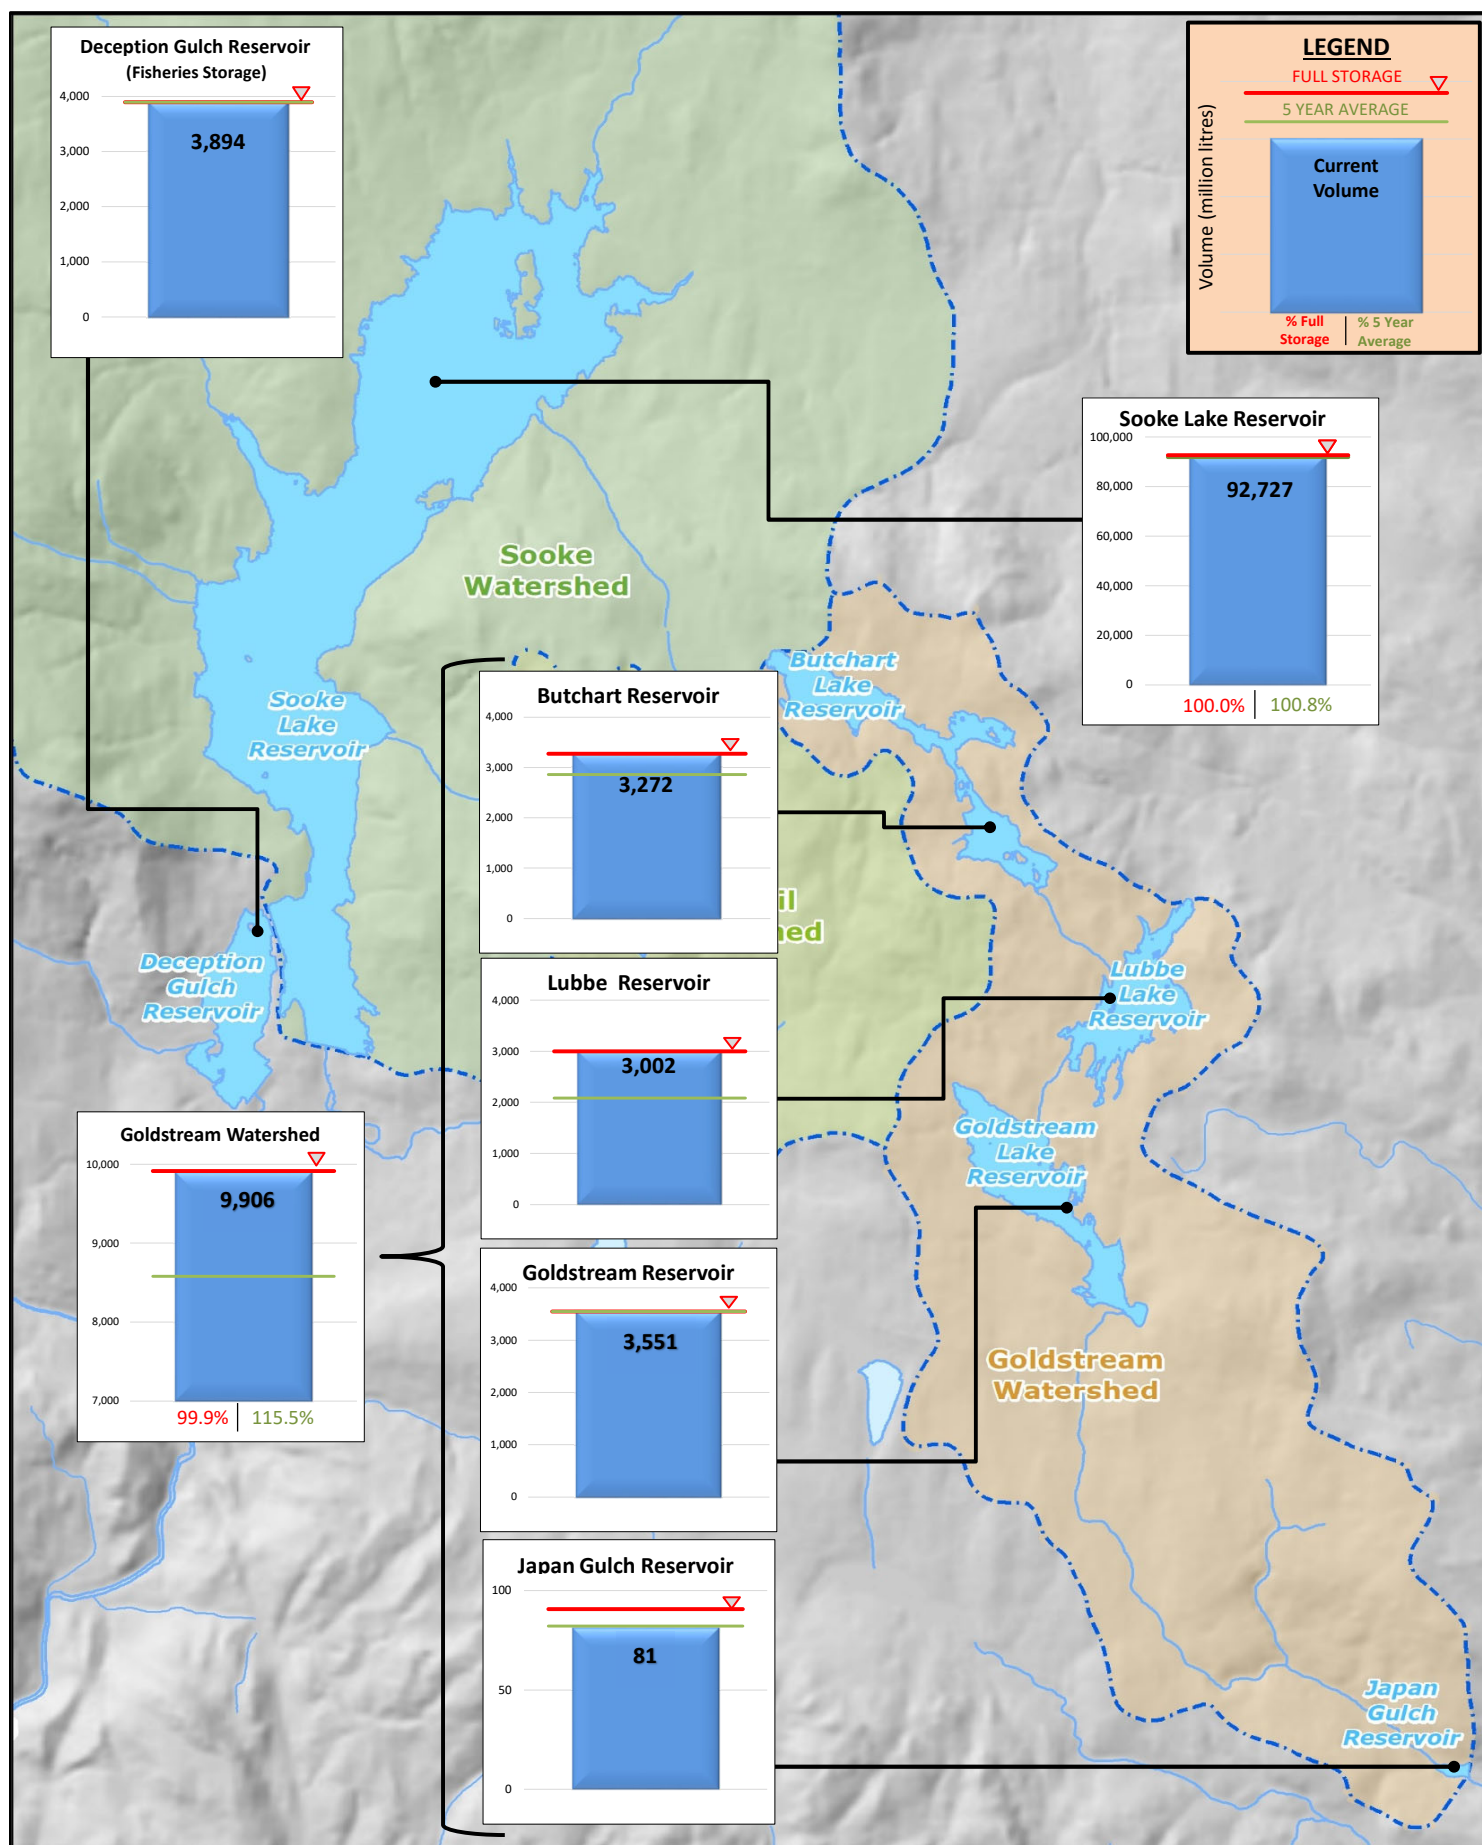 Deception Gulch Reservoir
(Fisheries Storage)
4,000
3,000
2,000
1,000
0
3,894
LEGEND
FULL STORAGE
5 YEAR AVERAGE
Volume (million litres)
Current
Volume
% Full
Storage
% 5 Year
Average
Sooke Lake Reservoir
100,000
80,000
60,000
40,000
20,000
0
92,727
100.0%
100.8%
Sooke
Watershed
Sooke
Lake
Reservoir
Butchart
Lake
Reservoir
Butchart Reservoir
4,000
3,000
2,000
1,000
0
3,272
il
hed
Deception
Gulch
Reservoir
Lubbe Reservoir
4,000
3,000
2,000
1,000
0
3,002
Lubbe
Lake
Reservoir
Goldstream Watershed
10,000
9,000
8,000
7,000
9,906
99.9%
115.5%
Goldstream
Lake
Reservoir
Goldstream Reservoir
4,000
3,000
2,000
1,000
0
3,551
Goldstream
Watershed
Japan Gulch Reservoir
100
50
0
81
Japan
Gulch
Reservoir